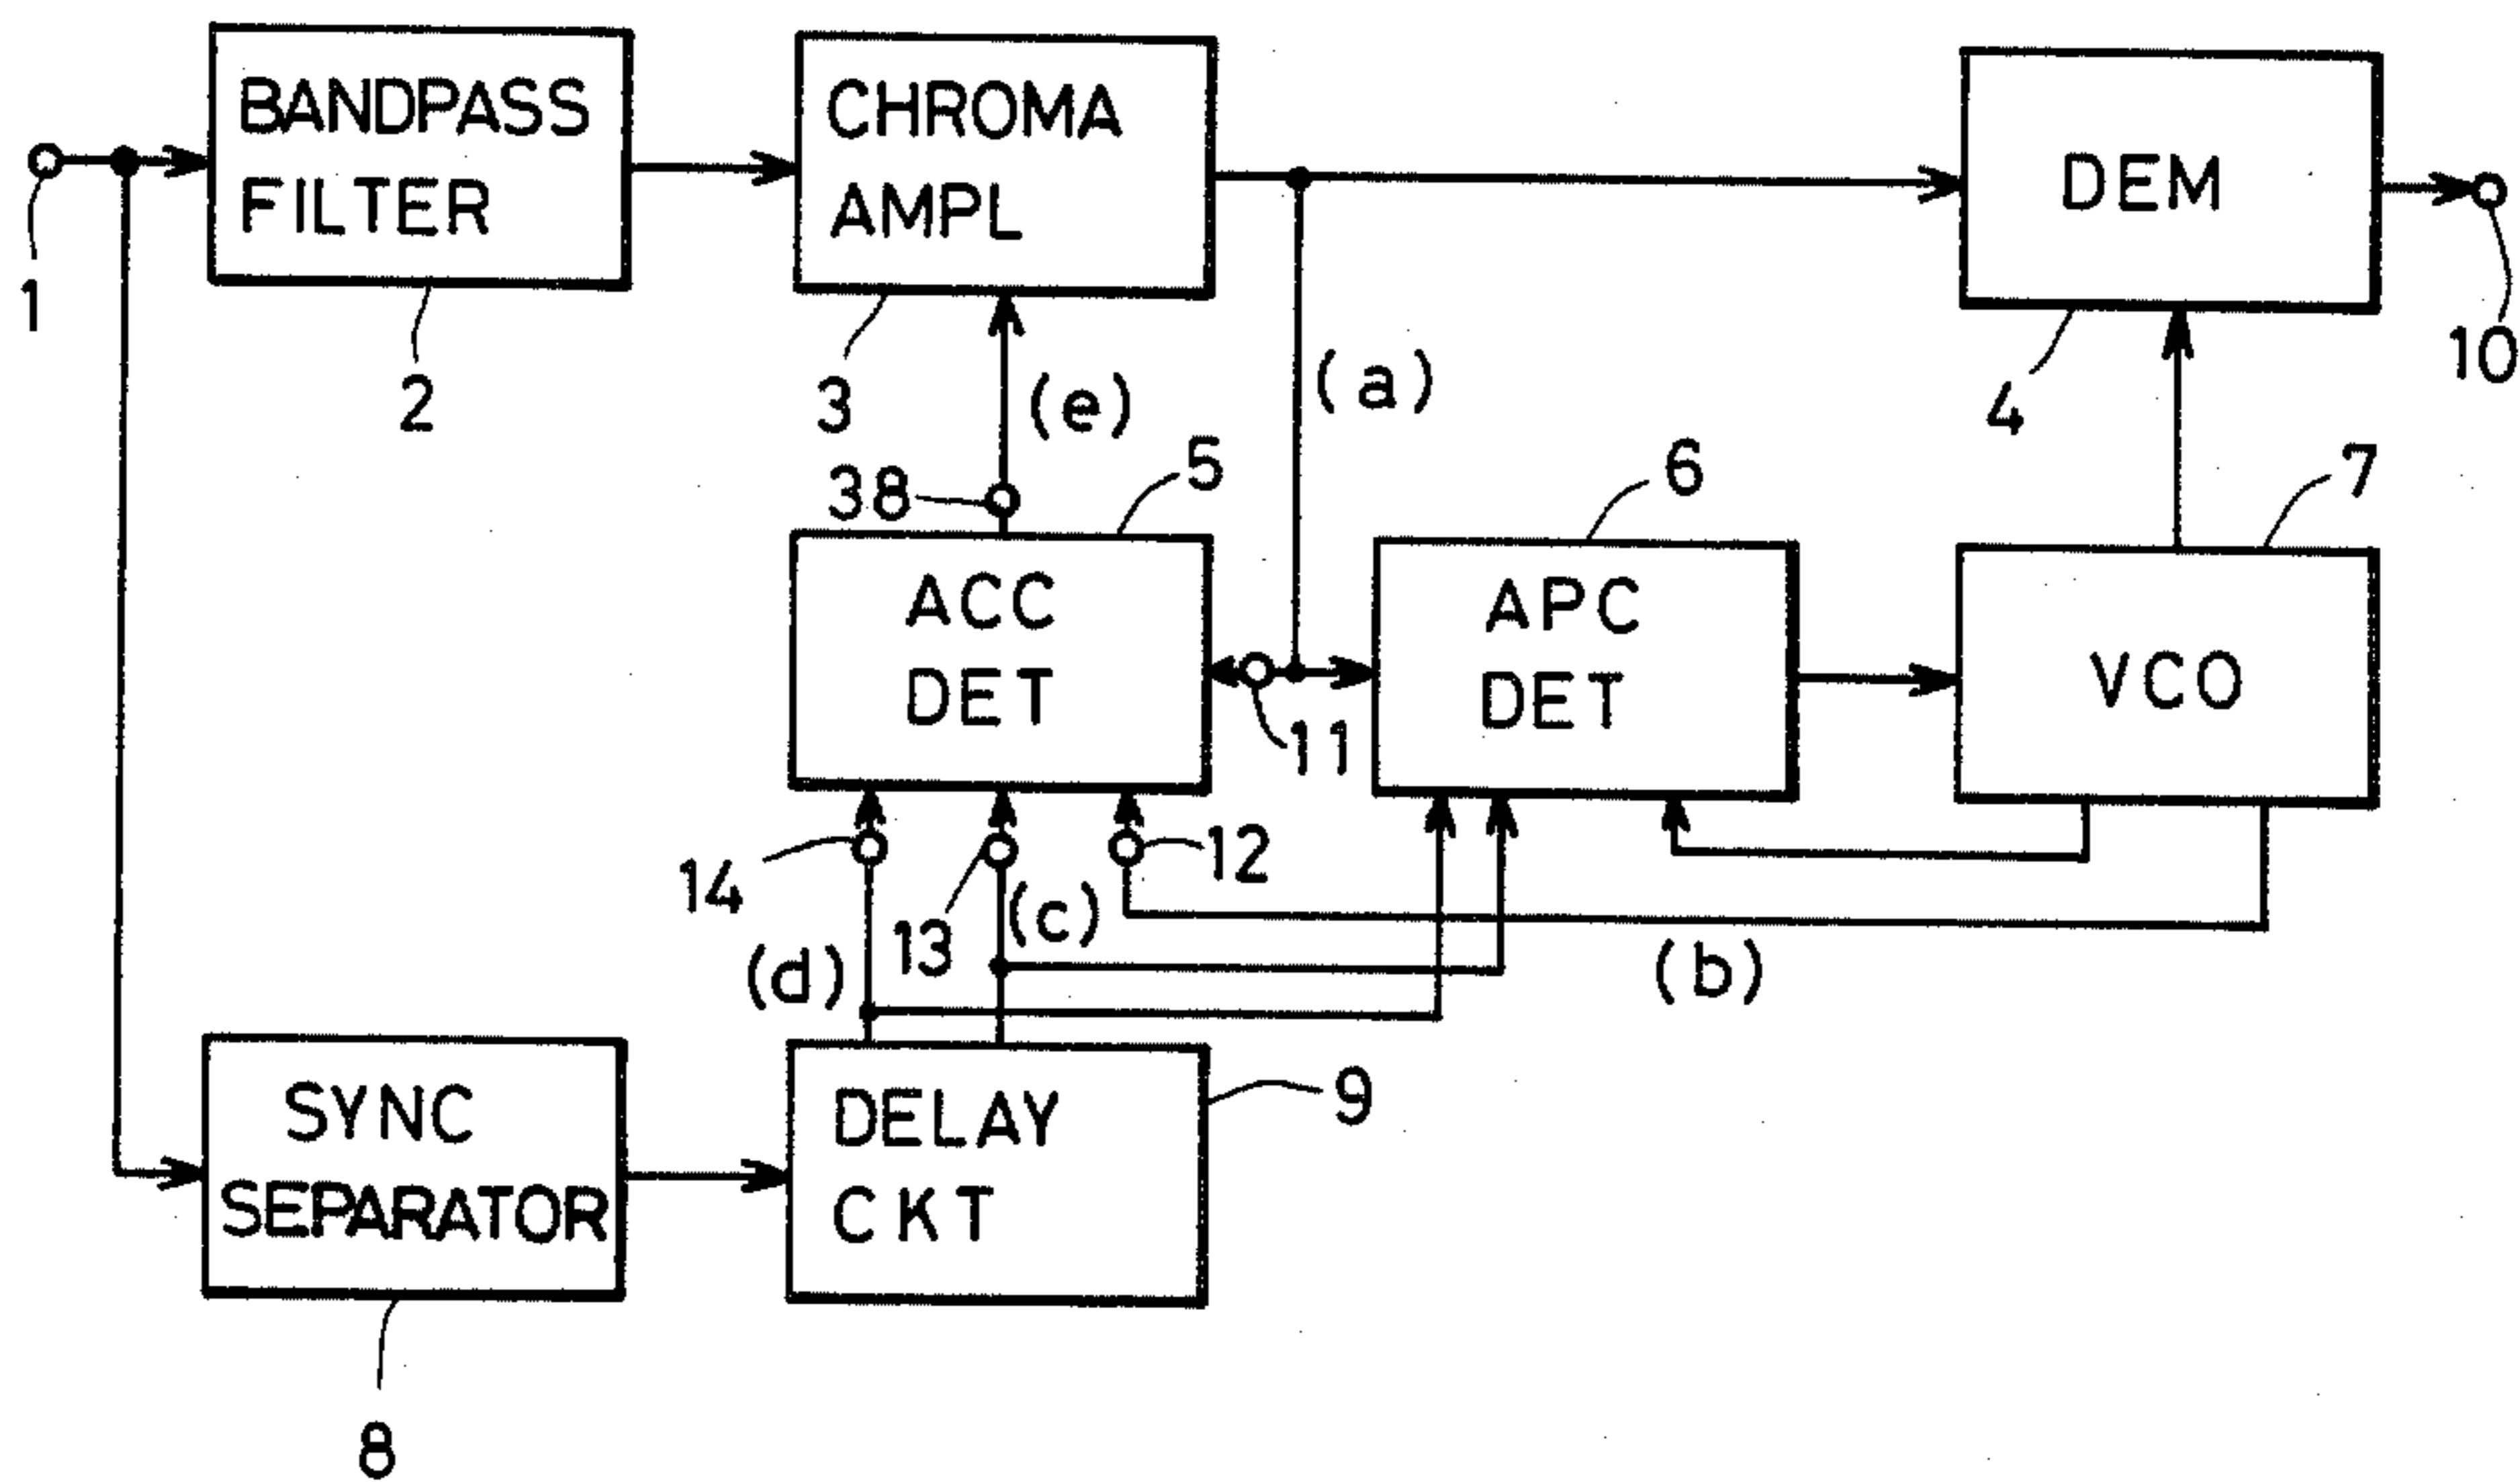 BANDPASS
FILTER
CHROMA
AMPL
DEM
1
2
3
(e)
(a)
4
10
38
5
6
7
ACC
DET
APC
DET
VCO
11
14
13
(c)
12
(d)
(b)
SYNC
SEPARATOR
DELAY
CKT
9
8